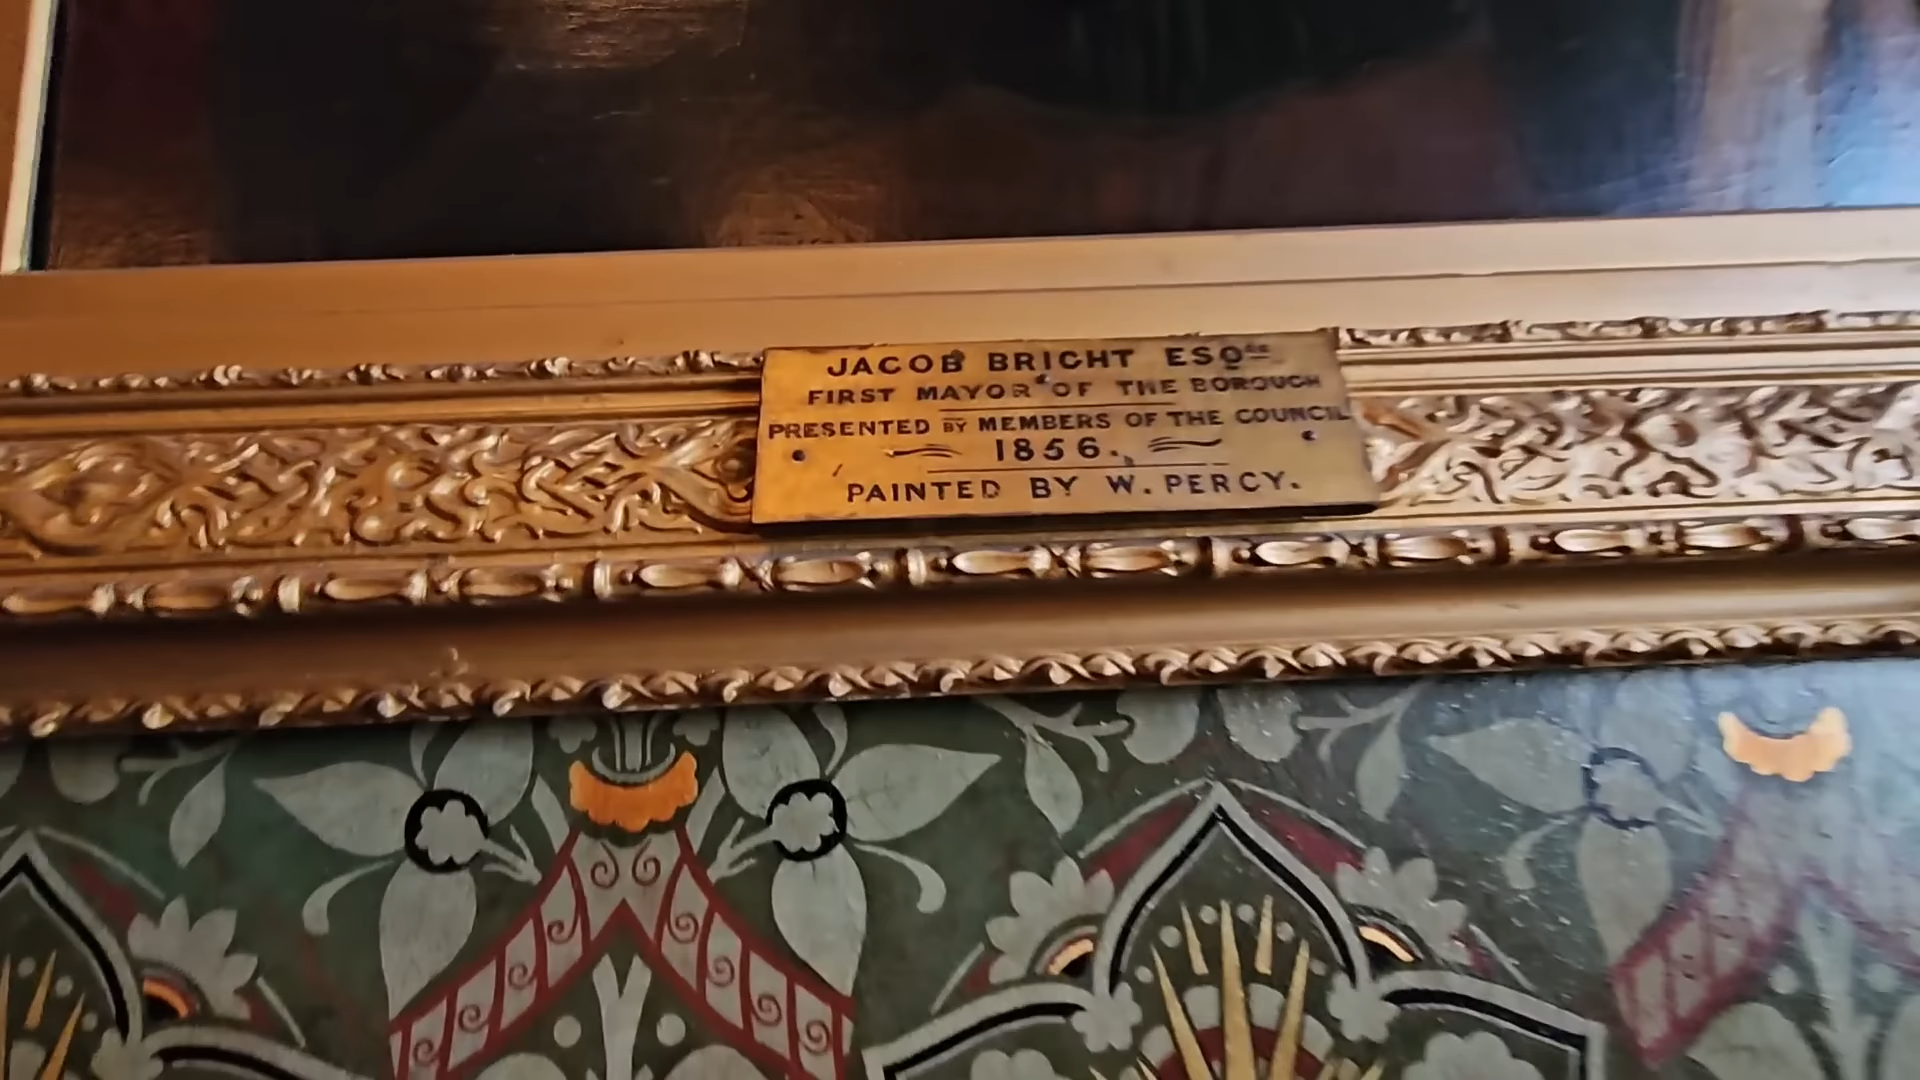 JACOB BRIGHT ESQRE
FIRST MAYOR OF THE BOROUGH
PRESENTED BY MEMBERS OF THE COUNCIL
1856.
PAINTED BY W. PERCY.